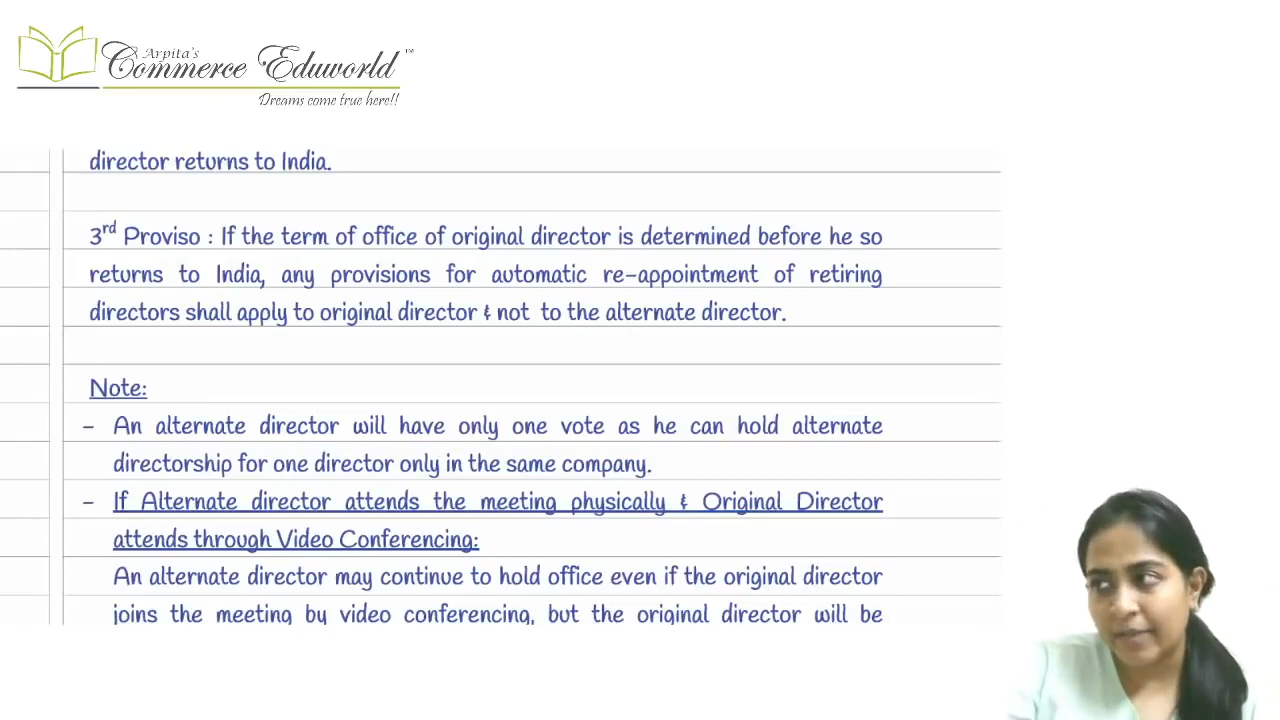 Arpita's
Commerce Eduworld™
Dreams come true here!!
director returns to India.
3rd Proviso : If the term of office of original director is determined before he so
returns to India, any provisions for automatic re-appointment of retiring
directors shall apply to original director & not to the alternate director.
Note:
- An alternate director will have only one vote as he can hold alternate
directorship for one director only in the same company.
- If Alternate director attends the meeting physically & Original Director
attends through Video Conferencing:
An alternate director may continue to hold office even if the original director
joins the meeting by video conferencing, but the original director will be